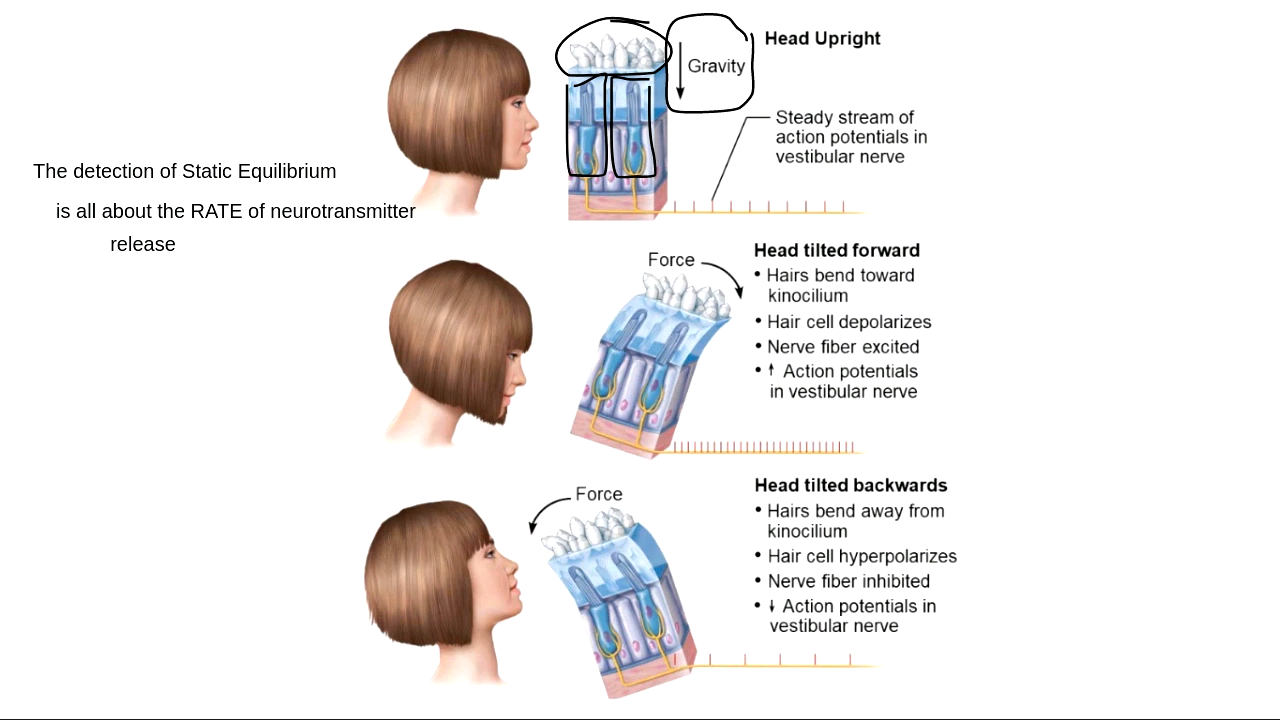 The detection of Static Equilibrium
is all about the RATE of neurotransmitter
release
Gravity
Head Upright
Steady stream of
action potentials in
vestibular nerve
Force
Head tilted forward
• Hairs bend toward
kinocilium
• Hair cell depolarizes
• Nerve fiber excited
• ↑ Action potentials
in vestibular nerve
Force
Head tilted backwards
• Hairs bend away from
kinocilium
• Hair cell hyperpolarizes
• Nerve fiber inhibited
• ↓ Action potentials in
vestibular nerve